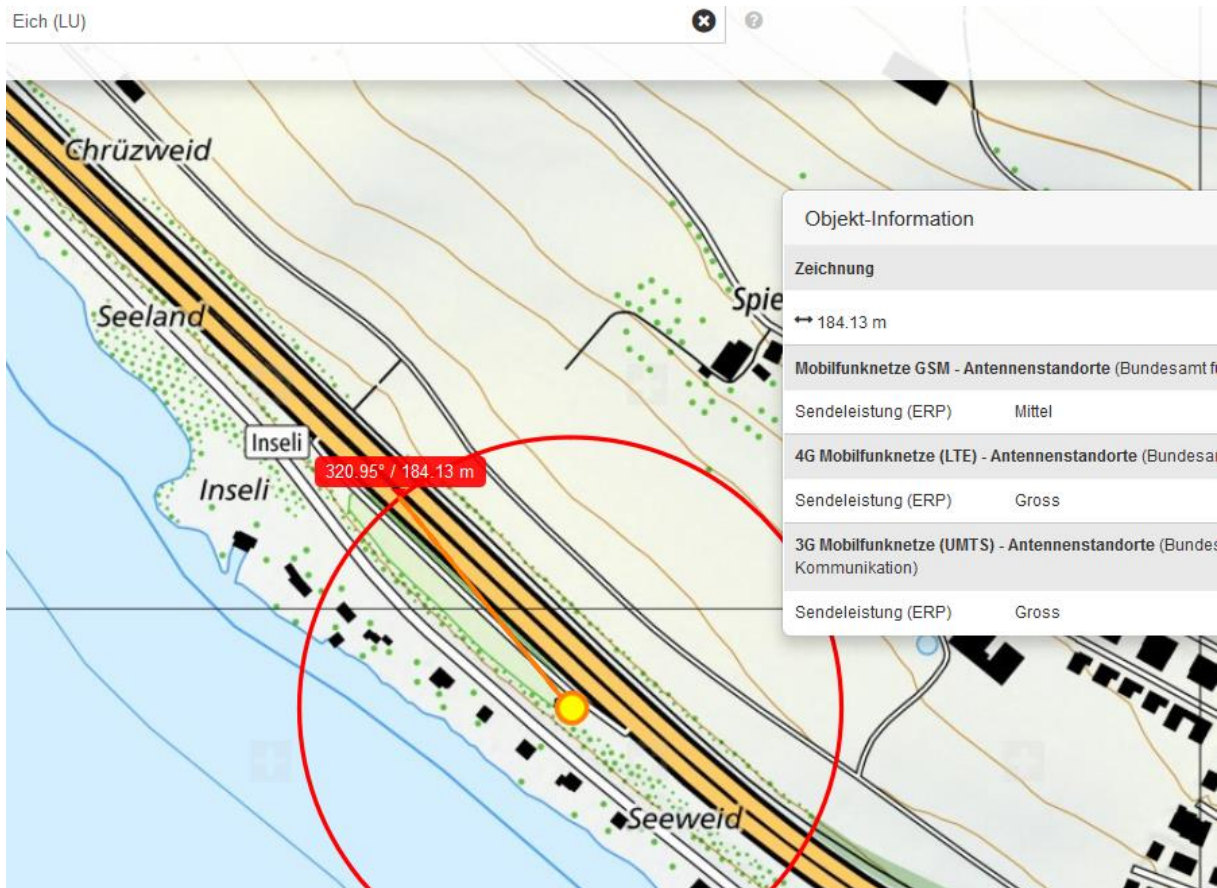 Eich (LU)
Chrüzweid
Objekt-Information
Zeichnung
Spie
Seeland
184.13 m
Mobilfunknetze GSM - Antennenstandorte (Bundesamt f
Sendeleistung (ERP) Mittel
Inseli
320.95° / 184.13 m
4G Mobilfunknetze (LTE) - Antennenstandorte (Bundesa
Inseli
Sendeleistung (ERP) Gross
3G Mobilfunknetze (UMTS) - Antennenstandorte (Bundes
Kommunikation)
Sendeleistung (ERP) Gross
Seeweid